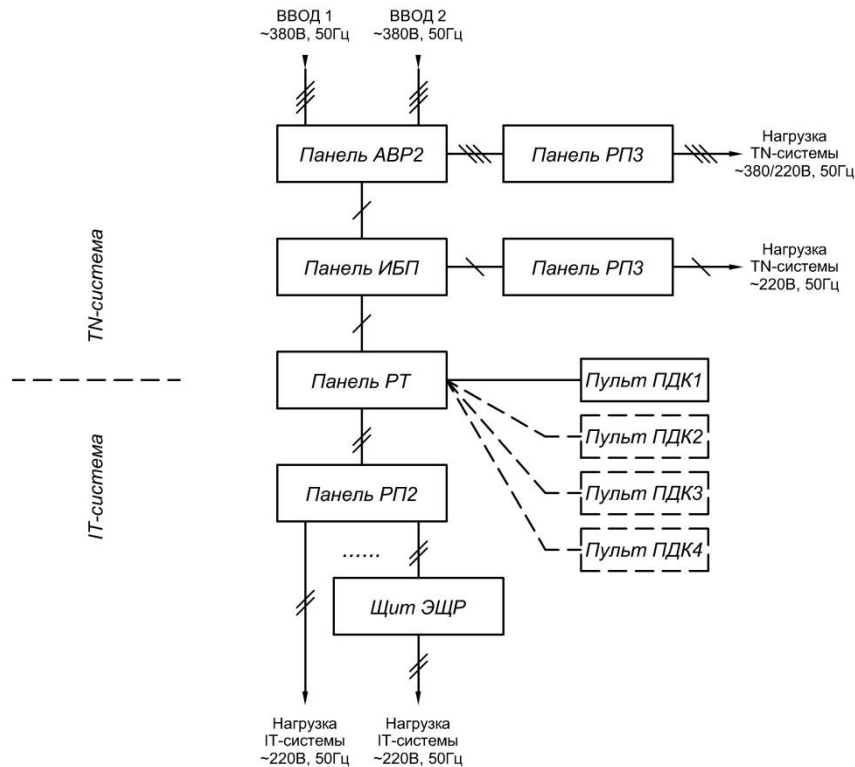 ВВОД 1
~380В, 50Гц
ВВОД 2
~380В, 50Гц
Панель АВР2
Панель РП3
Нагрузка
TN-системы
~380/220В, 50Гц
TN-система
Панель ИБП
Панель РП3
Нагрузка
TN-системы
~220В, 50Гц
Панель РТ
Пульт ПДК1
Пульт ПДК2
IT-система
Панель РП2
Пульт ПДК3
......
Пульт ПДК4
Щит ЭЩР
Нагрузка
IT-системы
~220В, 50Гц
Нагрузка
IT-системы
~220В, 50Гц